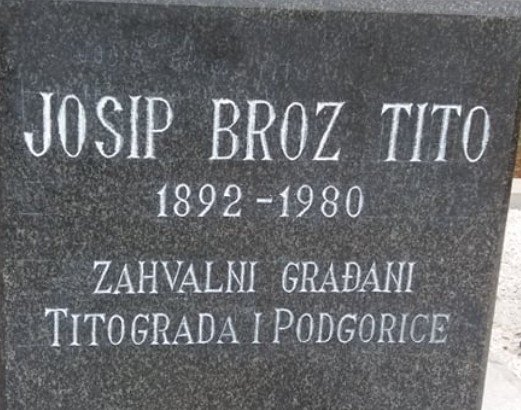 JOSIP BROZ TITO
1892-1980
ZAHVALNI GRAĐANI
TITOGRADA I PODGORICE